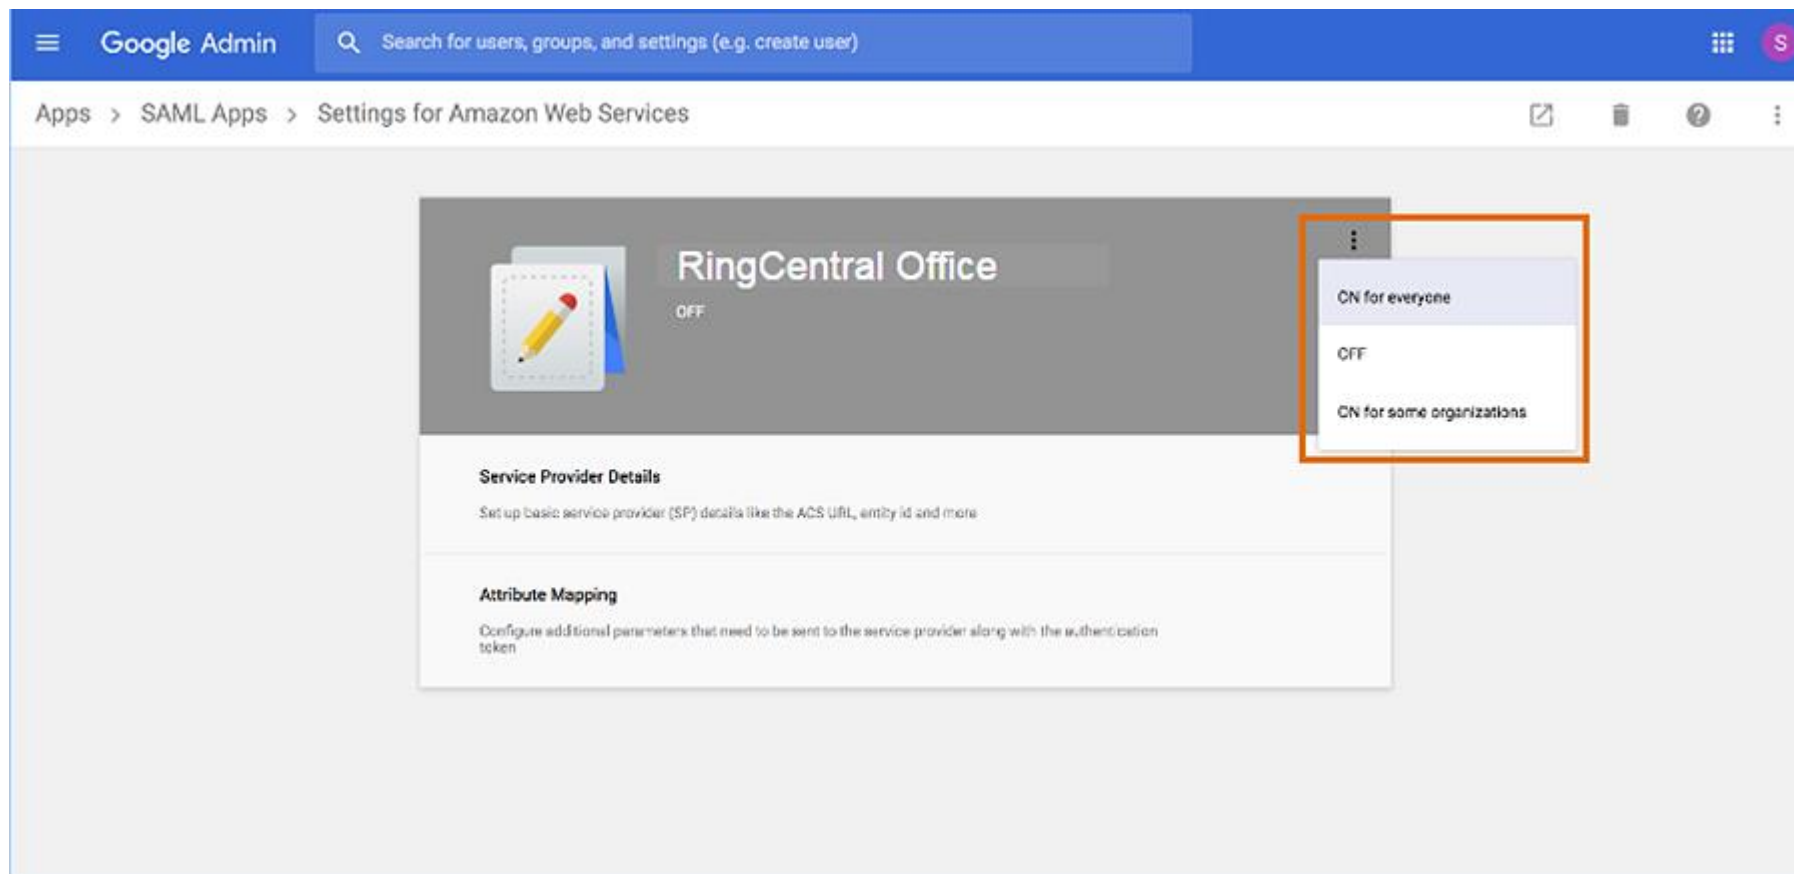 Google Admin
Search for users, groups, and settings (e.g. create user)
S
Apps > SAML Apps > Settings for Amazon Web Services
RingCentral Office
OFF
ON for everyone
OFF
ON for some organizations
Service Provider Details
Set up basic service provider (SP) details like the ACS URL, entity id and more
Attribute Mapping
Configure additional parameters that need to be sent to the service provider along with the authentication
token